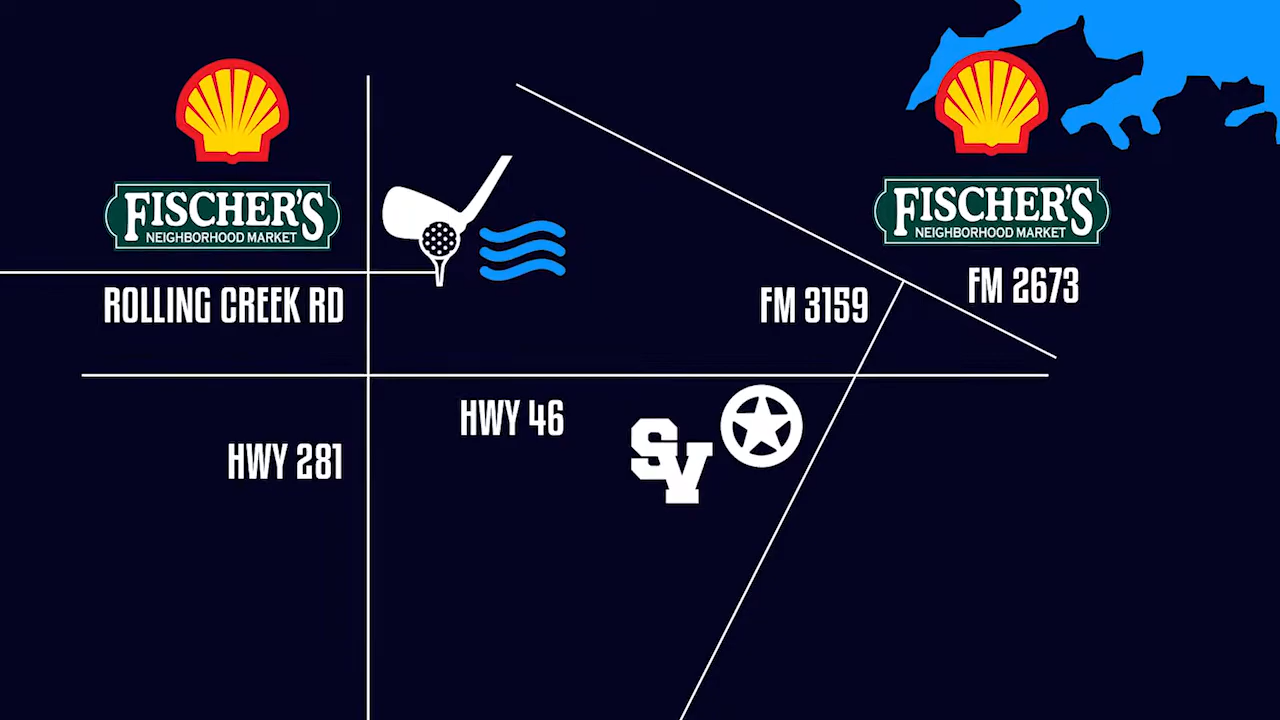 FISCHER'S
NEIGHBORHOOD MARKET
ROLLING CREEK RD
FISCHER'S
NEIGHBORHOOD MARKET
FM 2673
FM 3159
HWY 46
HWY 281
SV